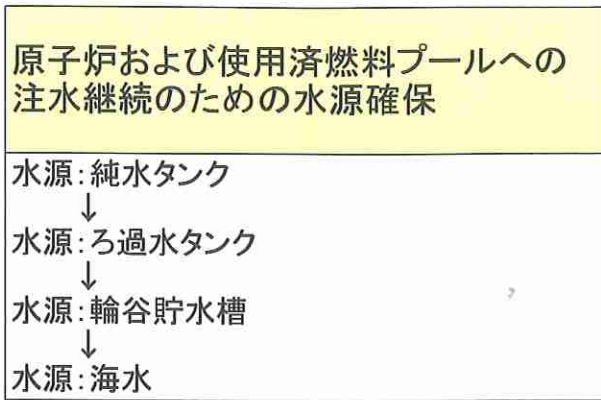 原子炉および使用済燃料プールへの
注水継続のための水源確保
水源:純水タンク
↓
水源:ろ過水タンク
↓
水源:輪谷貯水槽
↓
水源:海水